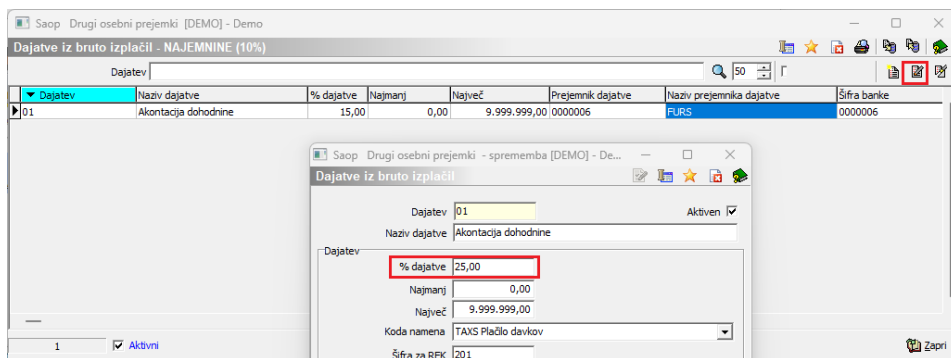 Saop Drugi osebni prejemki [DEMO] - Demo
Dajatve iz bruto izplačil - NAJEMNINE (10%)
Dajatev 50
Dajatev Naziv dajatve % dajatve Najmanj Največ Prejemnik dajatve Naziv prejemnika dajatve Šifra banke
01 Akontacija dohodnine 15,00 0,00 9.999.999,00 0000006 FURS 0000006
Saop Drugi osebni prejemki - sprememba [DEMO] - De...
Dajatve iz bruto izplačil
Dajatev 01 Aktiven
Naziv dajatve Akontacija dohodnine
Dajatev
% dajatve 25,00
Najmanj 0,00
Največ 9.999.999,00
Koda namena TAXS Plačilo davkov
Šifra za REK 201
1 Aktivni Zapri